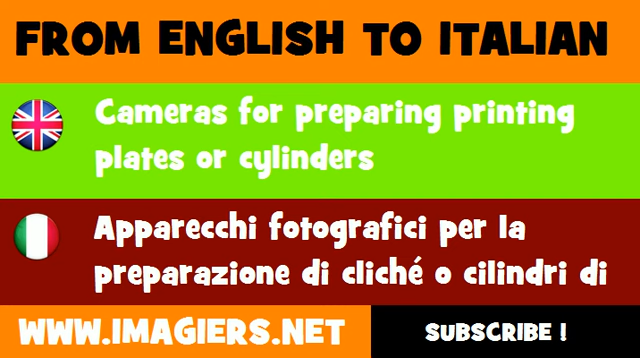 FROM ENGLISH TO ITALIAN
Cameras for preparing printing
plates or cylinders
Apparecchi fotografici per la
preparazione di cliché o cilindri di
WWW.IMAGIERS.NET
SUBSCRIBE !